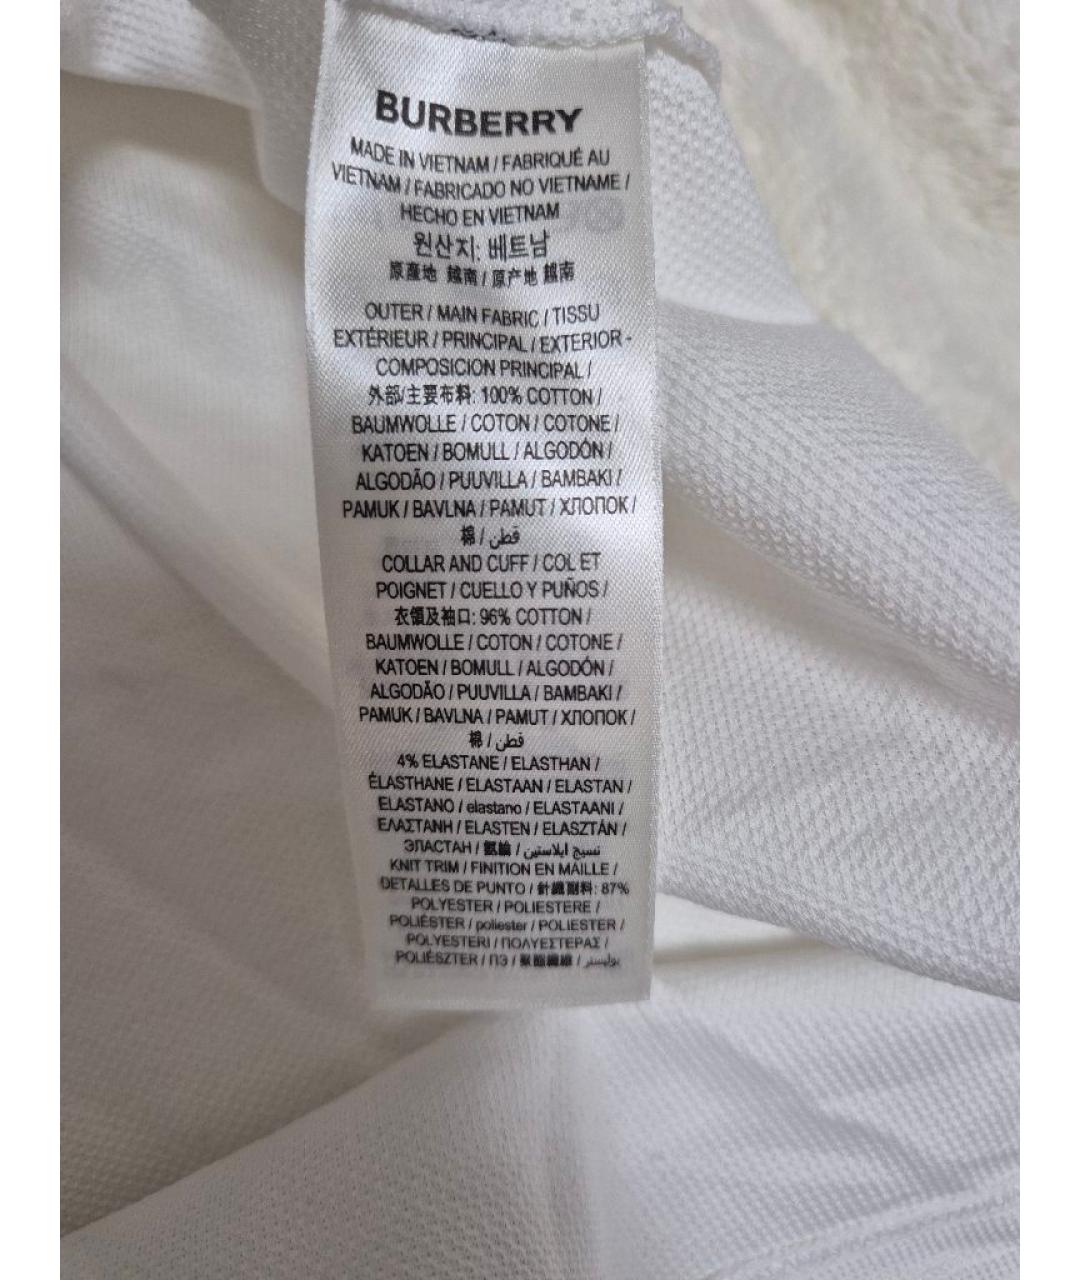 BURBERRY
MADE IN VIETNAM / FABRIQUÉ AU
VIETNAM / FABRICADO NO VIETNAME /
HECHO EN VIETNAM
원산지: 베트남
原產地 越南 / 原产地 越南
OUTER / MAIN FABRIC / TISSU
EXTÉRIEUR / PRINCIPAL / EXTERIOR -
COMPOSICION PRINCIPAL /
外部/主要布料: 100% COTTON /
BAUMWOLLE / COTON / COTONE /
KATOEN / BOMULL / ALGODÓN /
ALGODÃO / PUUVILLA / BAMBAKI /
PAMUK / BAVLNA / PAMUT / ХЛОПОК /
棉 / قطن
COLLAR AND CUFF / COL ET
POIGNET / CUELLO Y PUÑOS /
衣領及袖口: 96% COTTON /
BAUMWOLLE / COTON / COTONE /
KATOEN / BOMULL / ALGODÓN /
ALGODÃO / PUUVILLA / BAMBAKI /
PAMUK / BAVLNA / PAMUT / ХЛОПОК /
棉 / قطن
4% ELASTANE / ELASTHAN /
ÉLASTHANE / ELASTAAN / ELASTAN /
ELASTANO / elastano / ELASTAANI /
ΕΛΑΣΤΑΝΗ / ELASTEN / ELASZTÁN /
ЭЛАСТАН / 氨綸 / نسيج ايلاستين
KNIT TRIM / FINITION EN MAILLE /
DETALLES DE PUNTO / 針織副料: 87%
POLYESTER / POLIESTERE /
POLIÉSTER / poliester / POLIESTER /
POLYESTERI / ΠΟΛΥΕΣΤΕΡΑΣ /
POLIÉSZTER / ПЭ / 聚酯纖維 / بوليستر